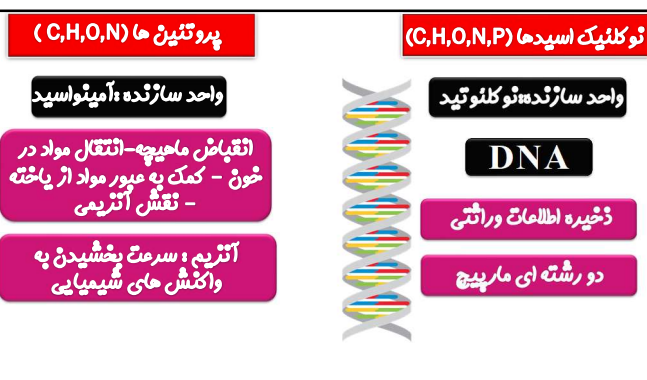 نوکلئیک اسیدها (C,H,O,N,P)
واحد سازنده:نوکلئوتید
DNA
ذخیره اطلاعات وراثتی
دو رشته ای مارپیچ
پروتئین ها (C,H,O,N )
واحد سازنده :آمینواسید
انقباض ماهیچه-انتقال مواد در
خون - کمک به عبور مواد از یاخته
- نقش آنزیمی
آنزیم : سرعت بخشیدن به
واکنش های شیمیایی